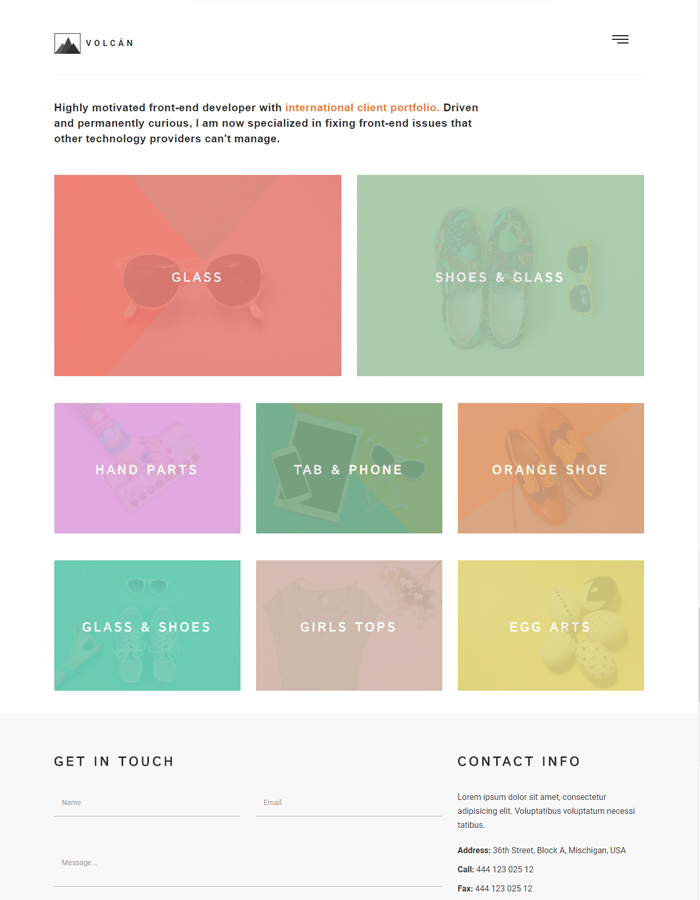 VOLCÁN
Highly motivated front-end developer with international client portfolio. Driven
and permanently curious, I am now specialized in fixing front-end issues that
other technology providers can't manage.
GLASS
SHOES & GLASS
HAND PARTS
TAB & PHONE
ORANGE SHOE
GLASS & SHOES
GIRLS TOPS
EGG ARTS
GET IN TOUCH
CONTACT INFO
Name
Email
Message...
Lorem ipsum dolor sit amet, consectetur
adipisicing elit. Voluptatibus voluptatum necessi
tatibus.
Address: 36th Street, Block A, Mischigan, USA
Call: 444 123 025 12
Fax: 444 123 025 12